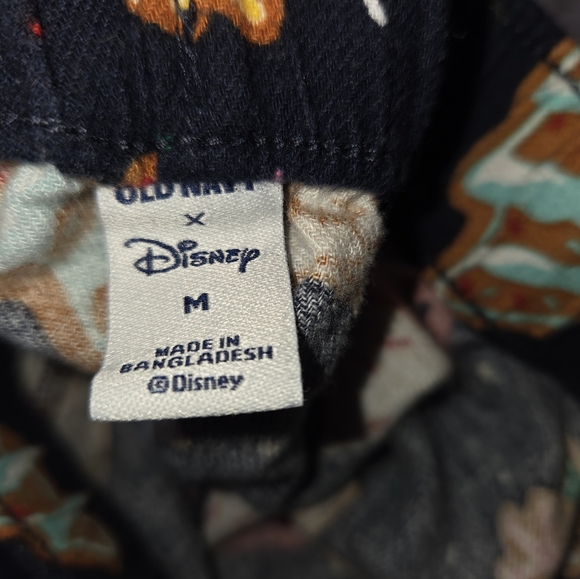 OLD NAVY
×
Disney
M
MADE IN
BANGLADESH
©Disney